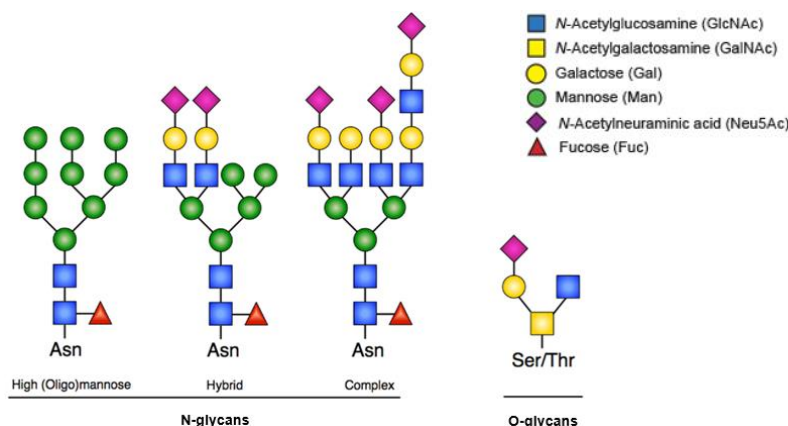 N-Acetylglucosamine (GlcNAc)
N-Acetylgalactosamine (GalNAc)
Galactose (Gal)
Mannose (Man)
N-Acetylneuraminic acid (Neu5Ac)
Fucose (Fuc)
Asn
Asn
Asn
Ser/Thr
High (Oligo)mannose
Hybrid
Complex
N-glycans
O-glycans